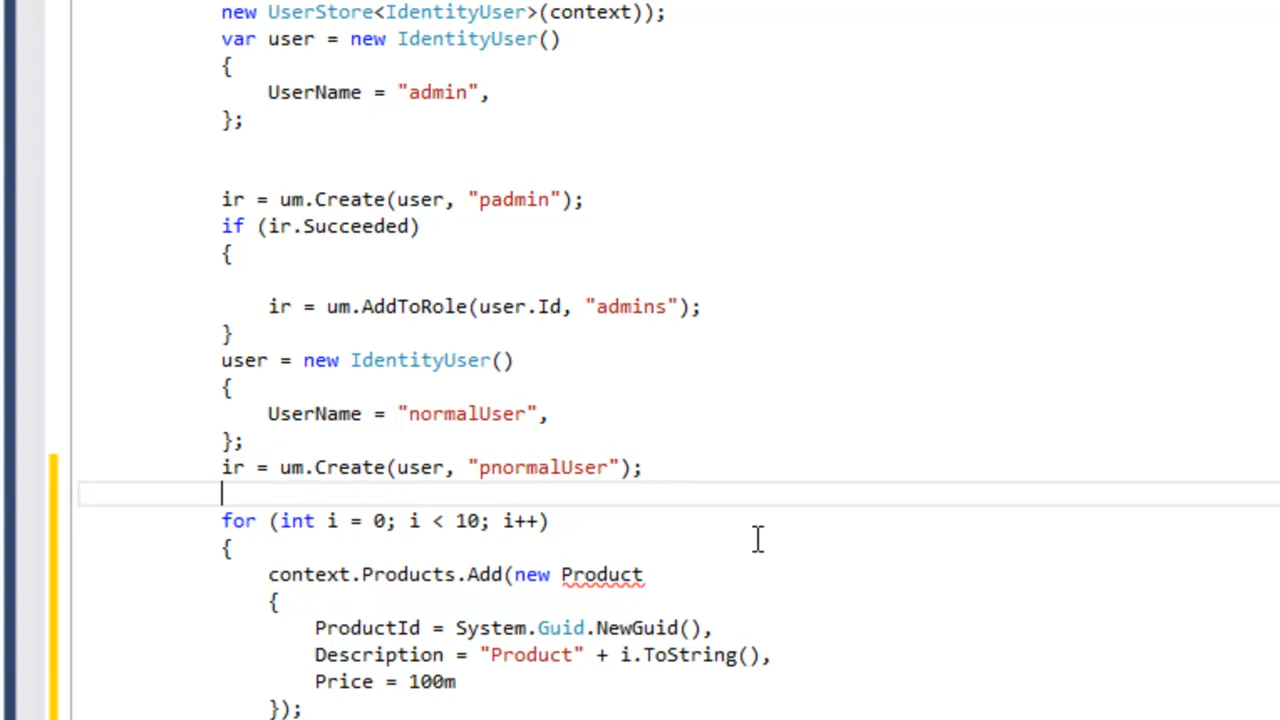 new UserStore<IdentityUser>(context));
var user = new IdentityUser()
{
UserName = "admin",
};
ir = um.Create(user, "padmin");
if (ir.Succeeded)
{
ir = um.AddToRole(user.Id, "admins");
}
user = new IdentityUser()
{
UserName = "normalUser",
};
ir = um.Create(user, "pnormalUser");
for (int i = 0; i < 10; i++)
{
context.Products.Add(new Product
{
ProductId = System.Guid.NewGuid(),
Description = "Product" + i.ToString(),
Price = 100m
});